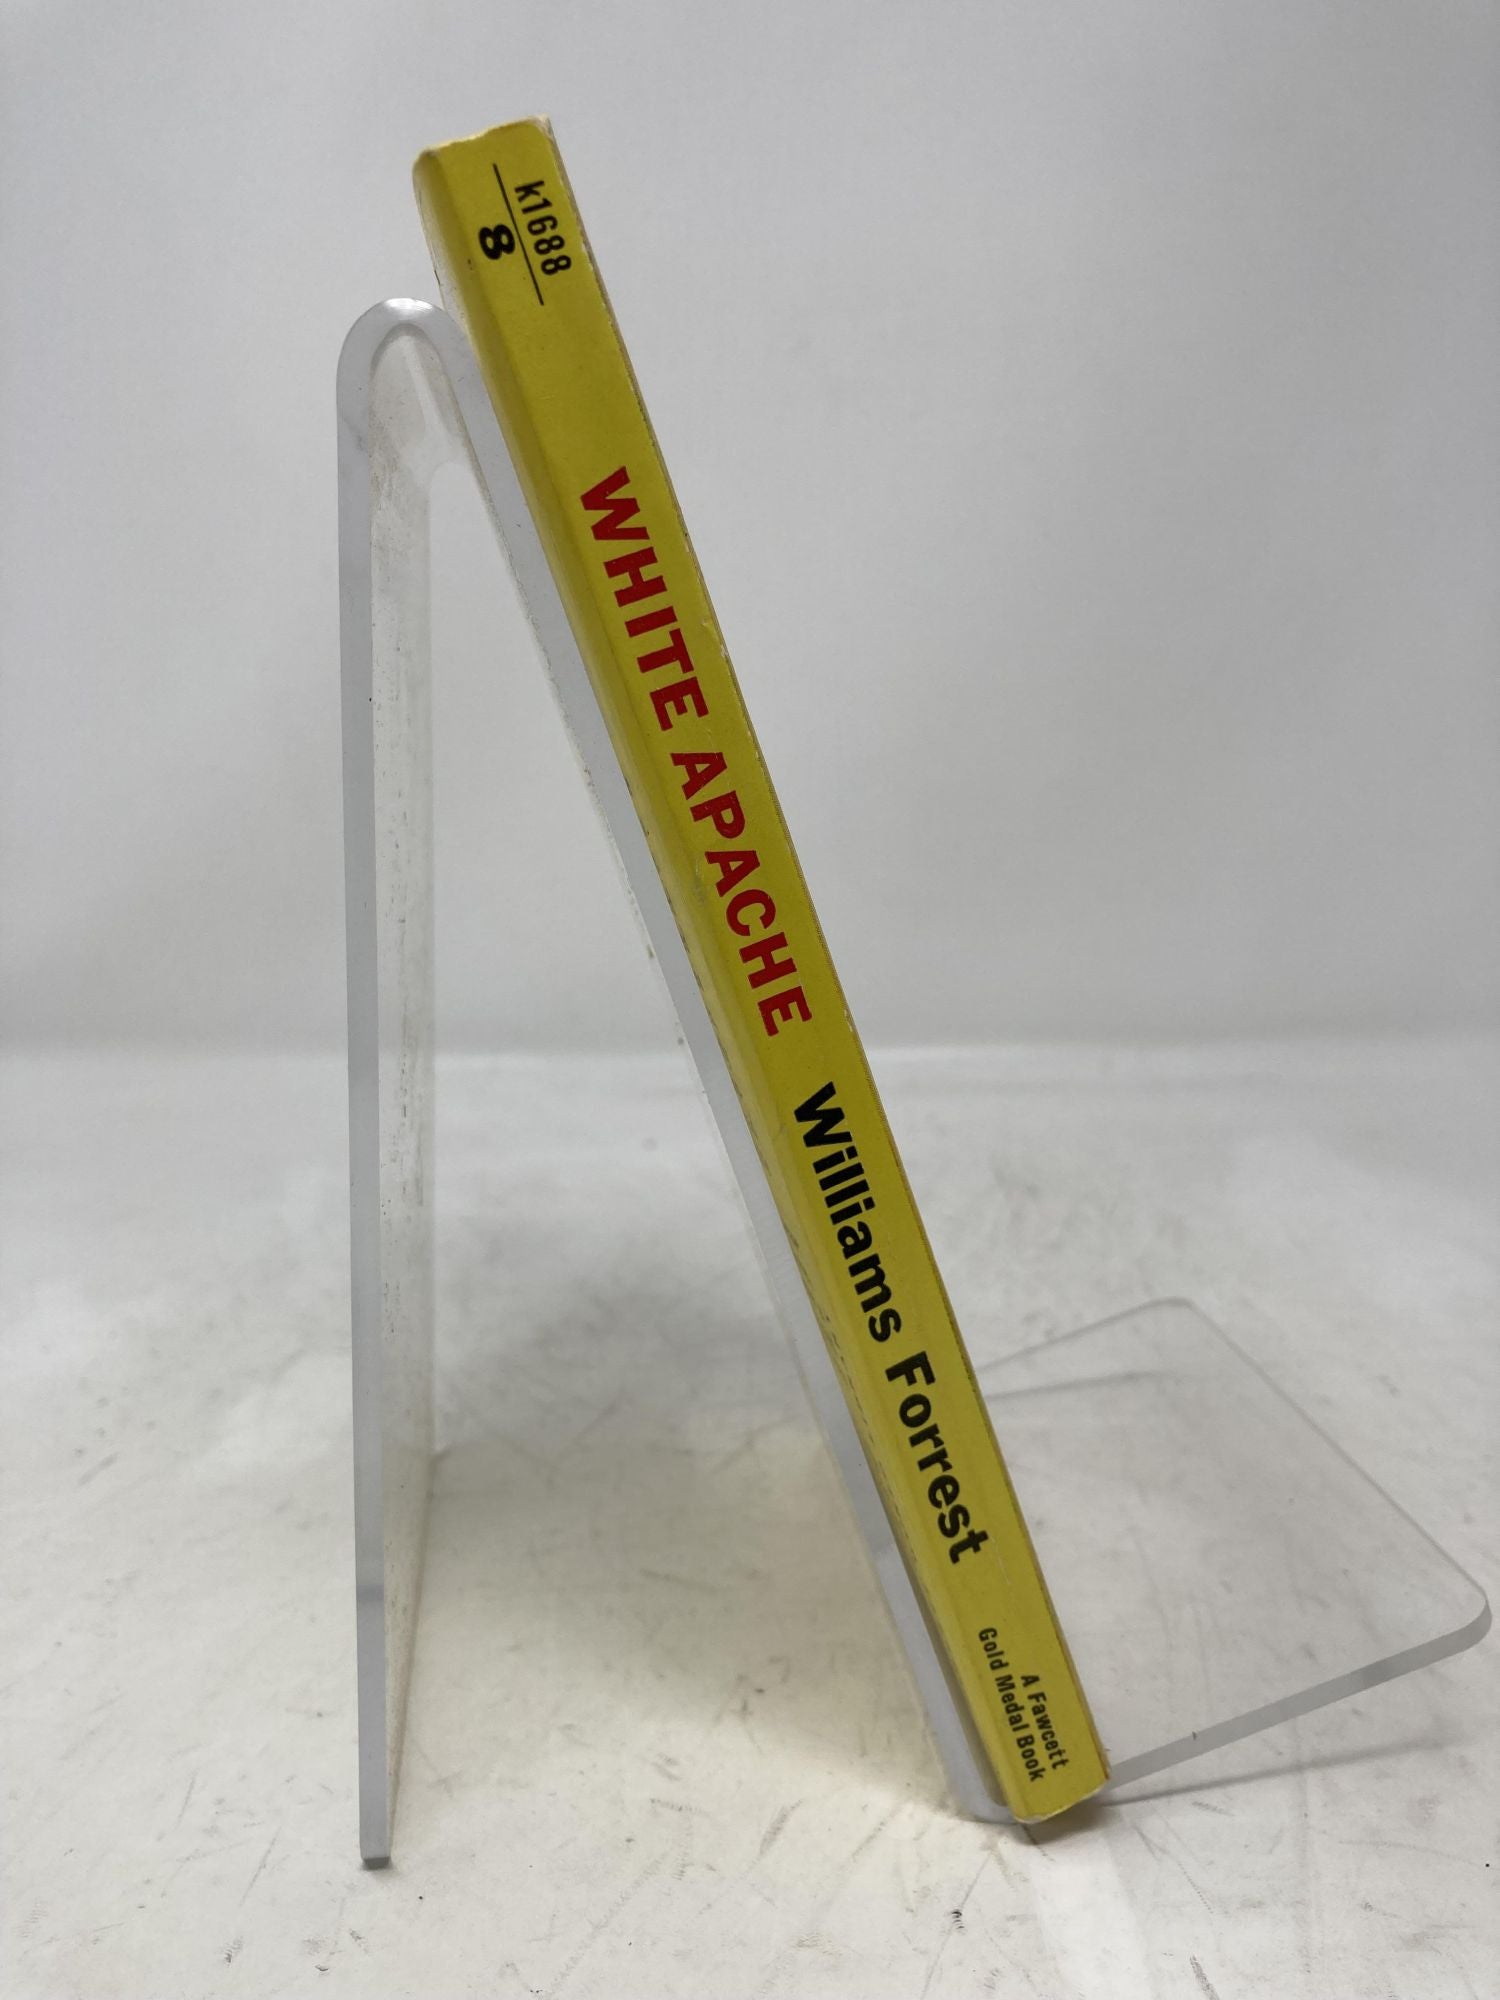 k1688
8
WHITE APACHE Williams Forrest
A Fawcett
Gold Medal Book